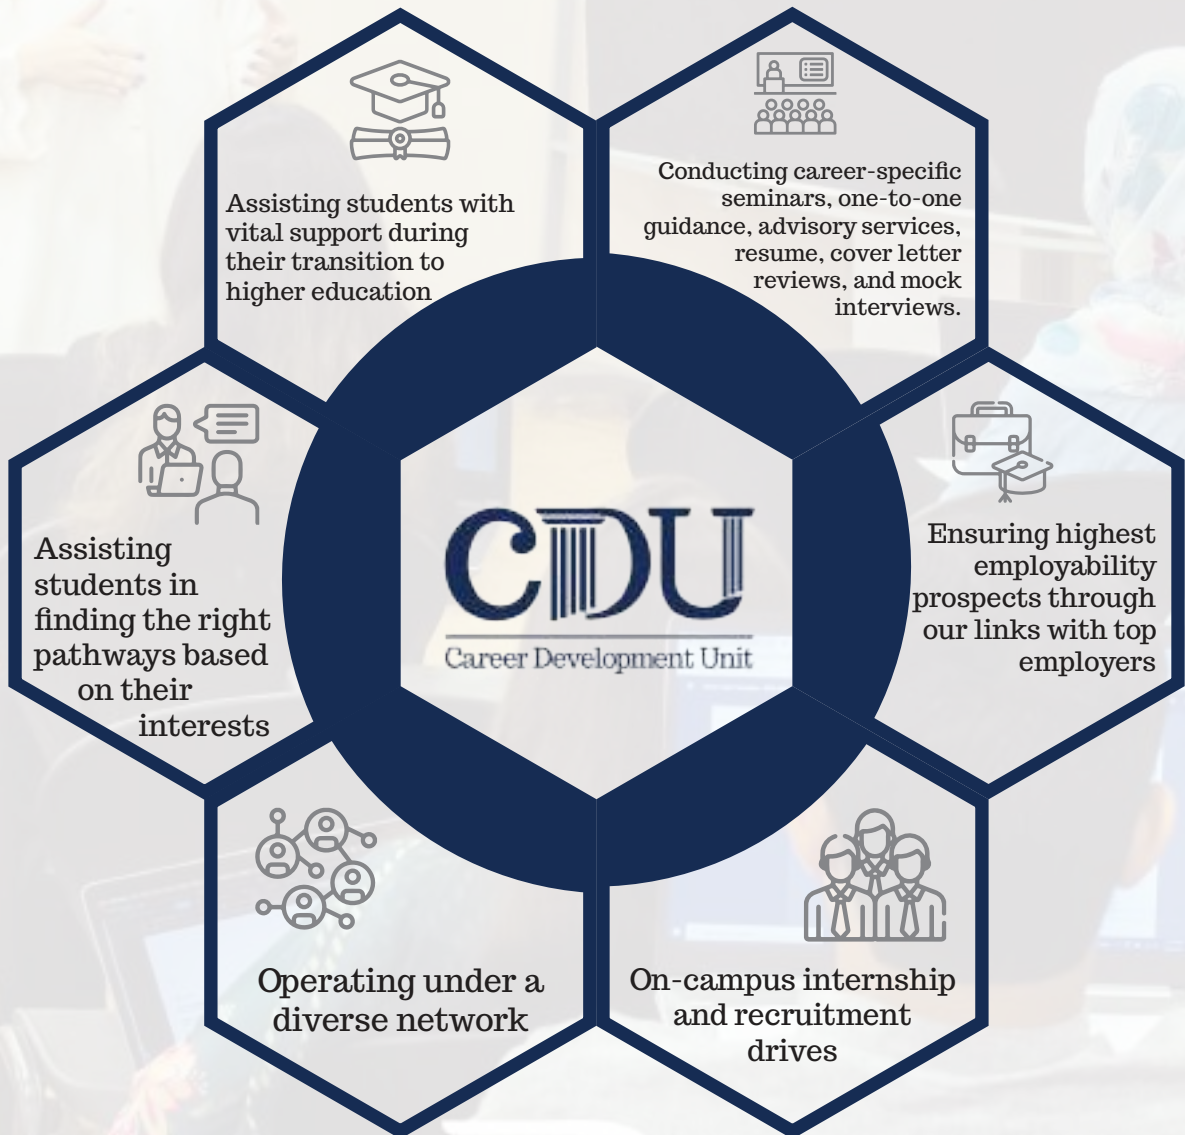 Assisting students with
vital support during
their transition to
higher education
Conducting career-specific
seminars, one-to-one
guidance, advisory services,
resume, cover letter
reviews, and mock
interviews.
Assisting
students in
finding the right
pathways based
on their
interests
CDU
Career Development Unit
Ensuring highest
employability
prospects through
our links with top
employers
Operating under a
diverse network
On-campus internship
and recruitment
drives